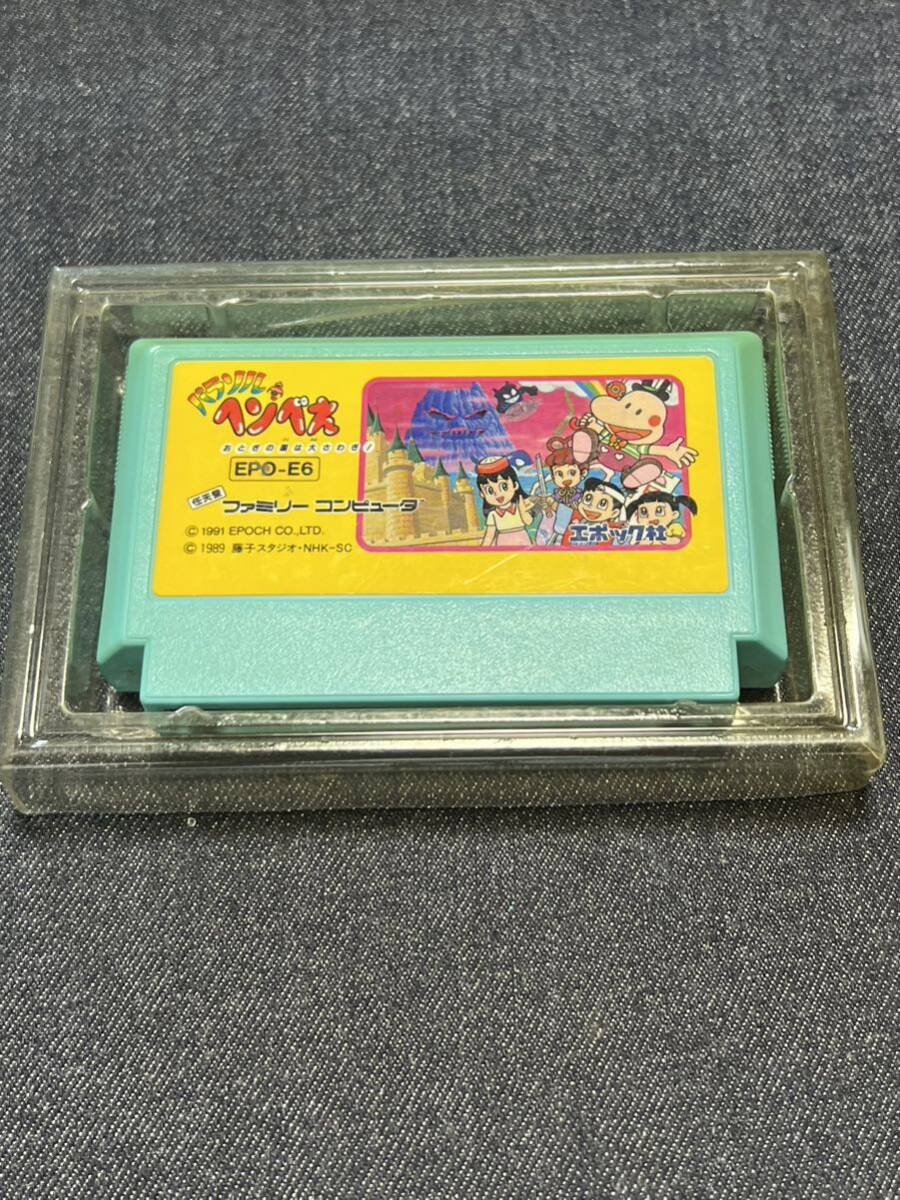 パラソル
ヘンべえ
おとぎの国は大さわぎ!
EPO-E6
任天堂
ファミリー コンピュータ
© 1991 EPOCH CO.,LTD.
© 1989 藤子スタジオ・NHK-SC
エポック社